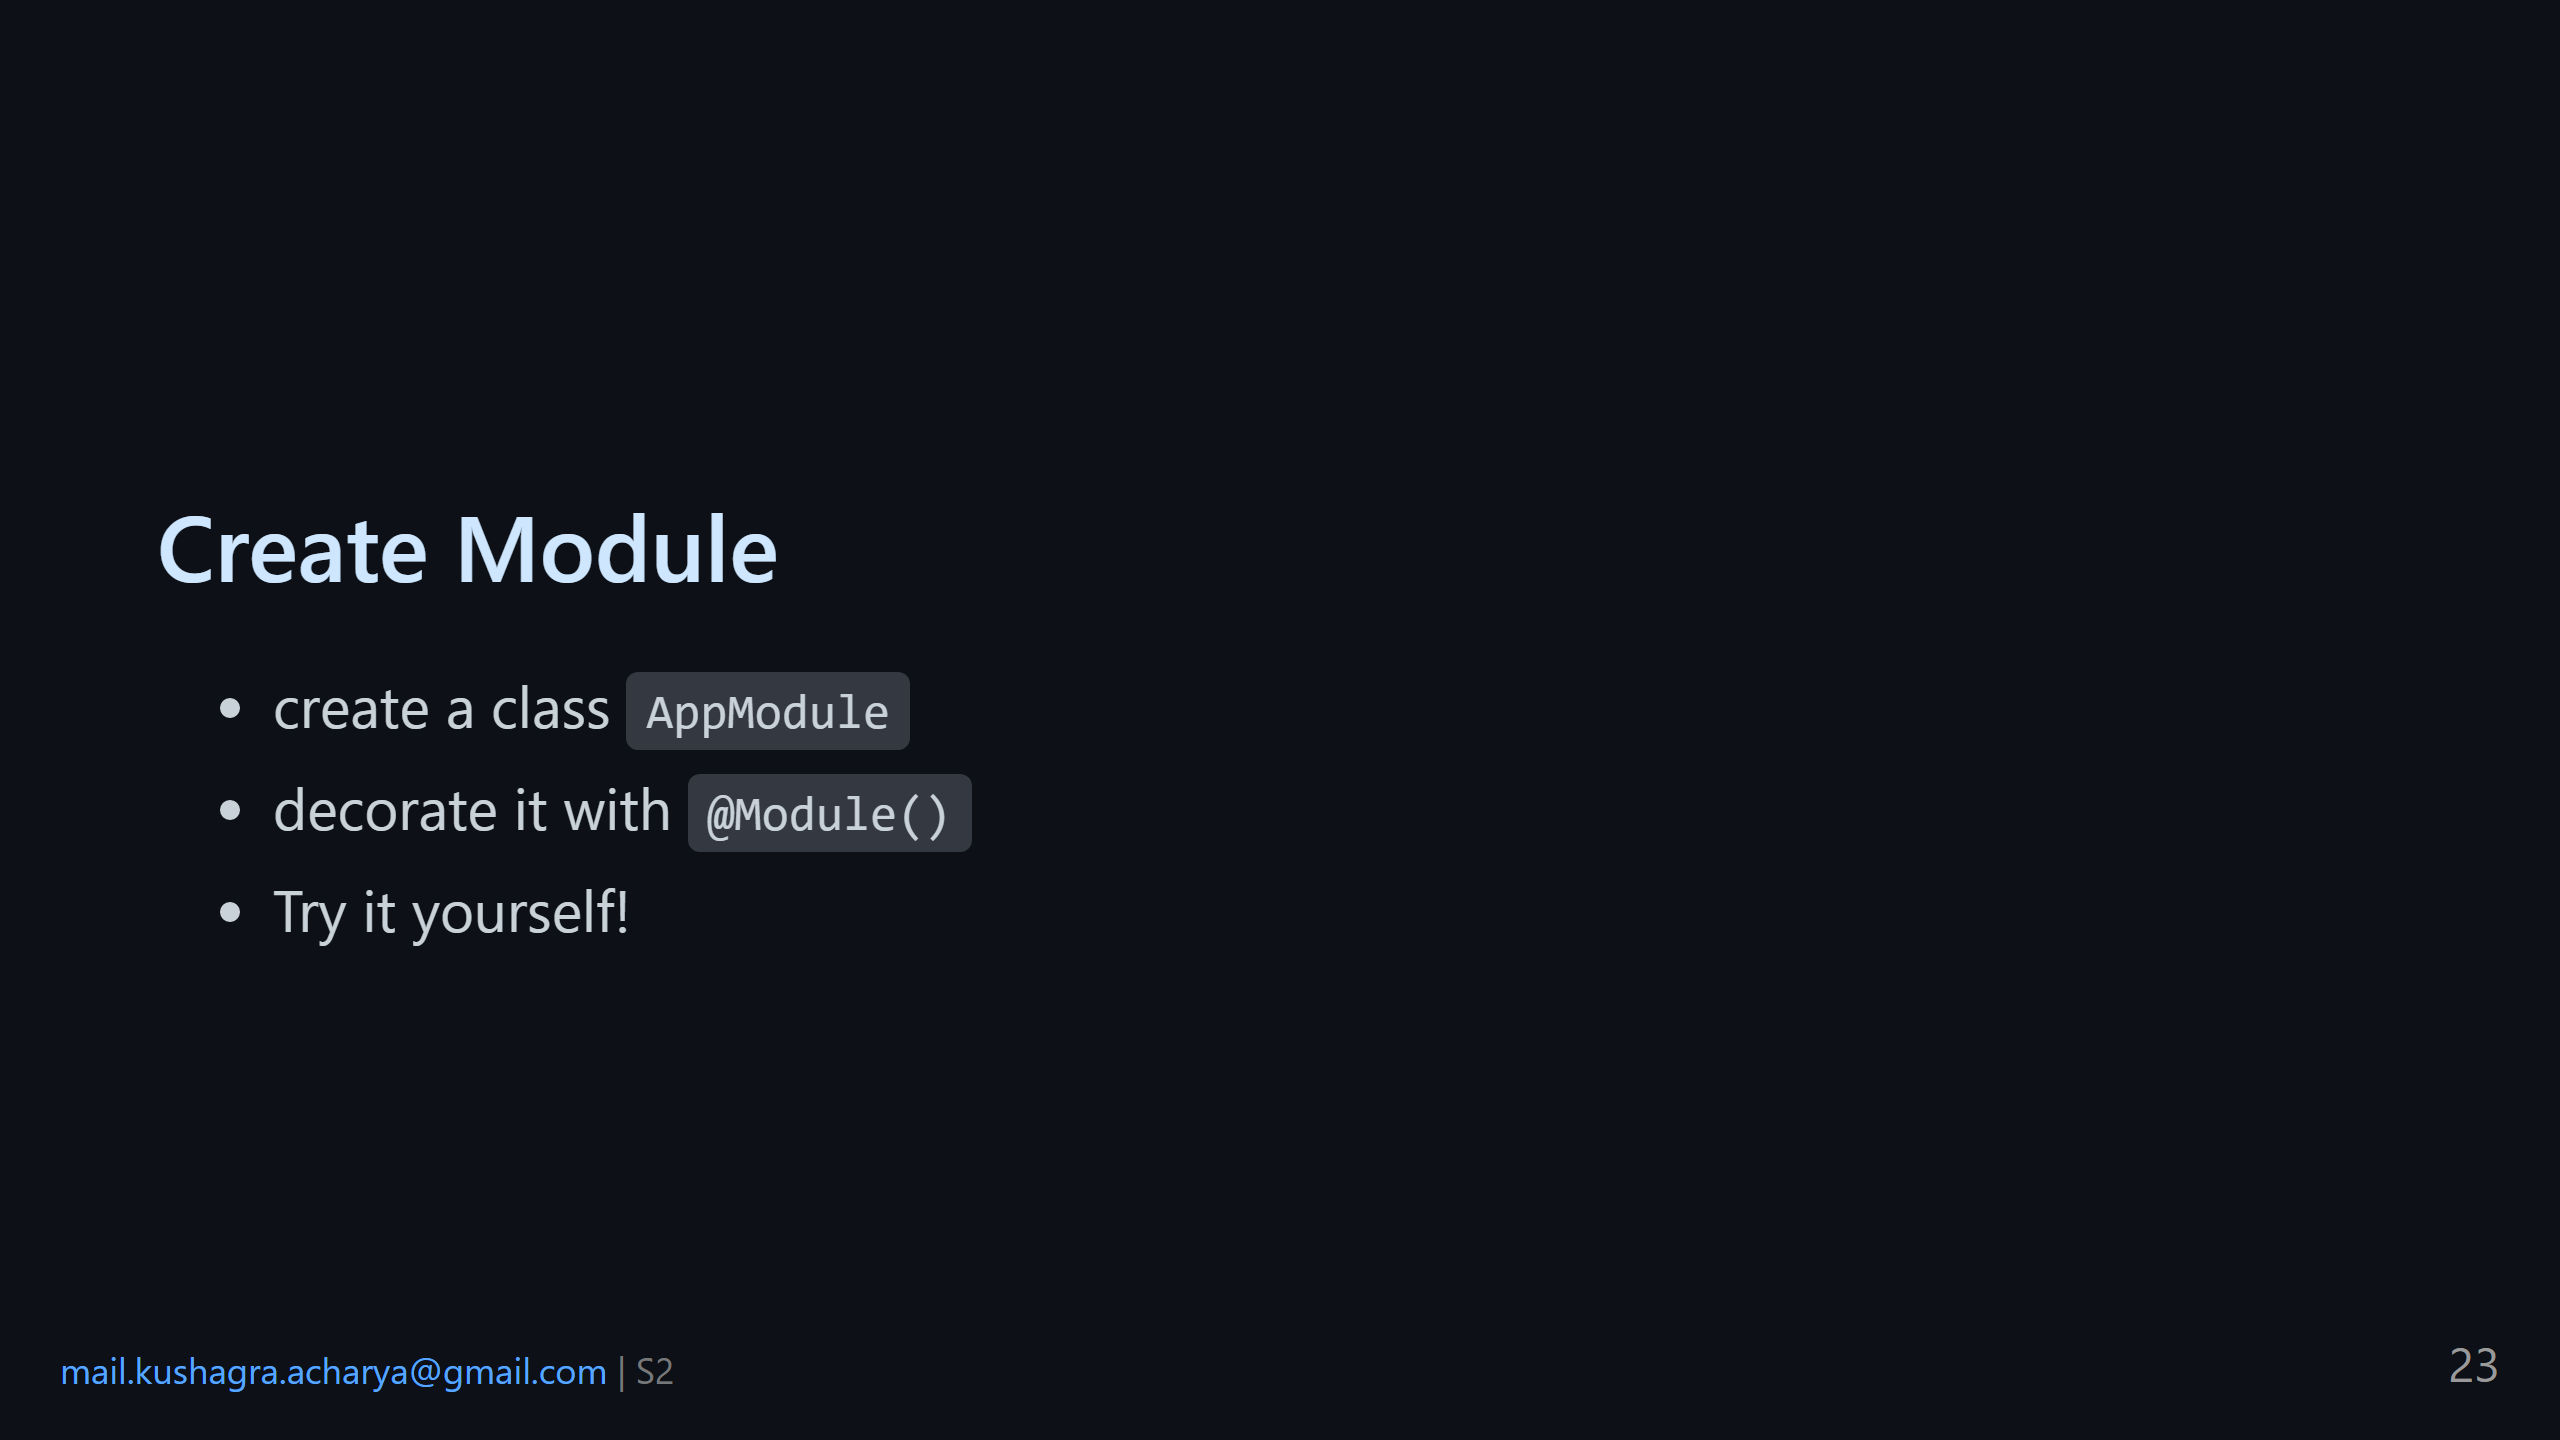 Create Module
• create a class AppModule
• decorate it with @Module()
• Try it yourself!
mail.kushagra.acharya@gmail.com | S2
23